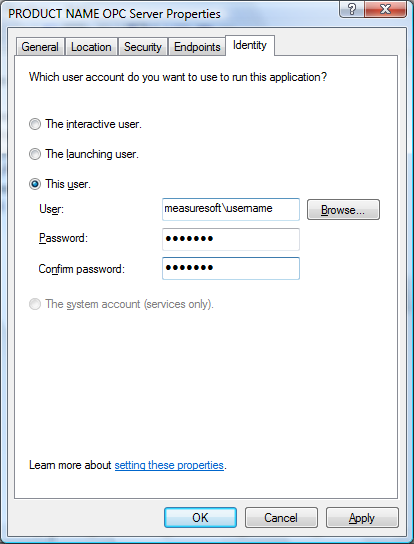 PRODUCT NAME OPC Server Properties
General Location Security Endpoints Identity
Which user account do you want to use to run this application?
The interactive user.
The launching user.
This user.
User: measuresoft\username Browse...
Password: ●●●●●●●
Confirm password: ●●●●●●●
The system account (services only).
Learn more about setting these properties.
OK Cancel Apply